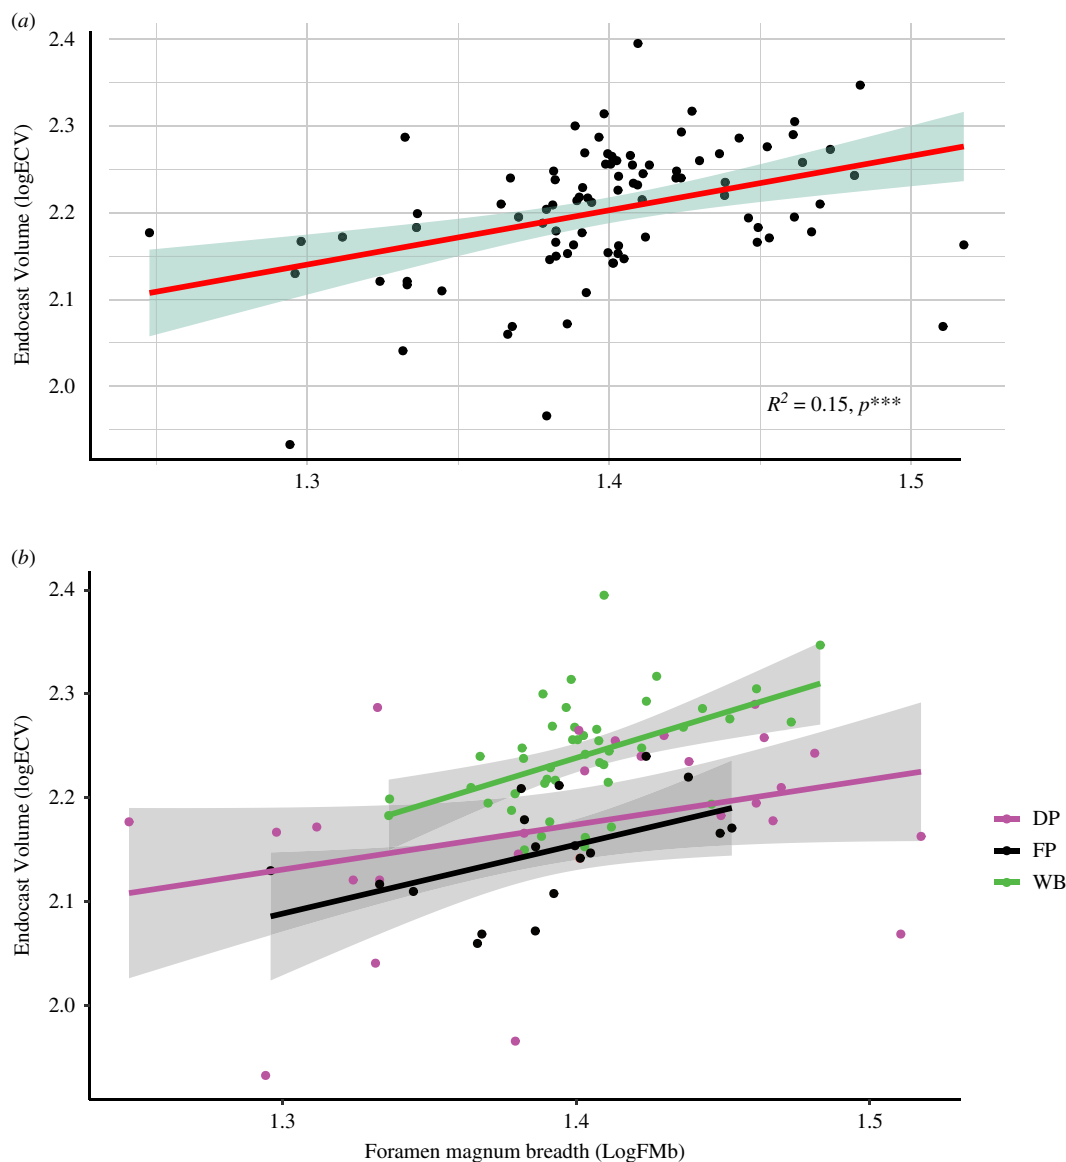 (a)
2.4
2.3
2.2
2.1
2.0
Endocast Volume (logECV)
R² = 0.15, p***
1.3 1.4 1.5
(b)
2.4
2.3
2.2
2.1
2.0
Endocast Volume (logECV)
DP
FP
WB
1.3 1.4 1.5
Foramen magnum breadth (LogFMb)